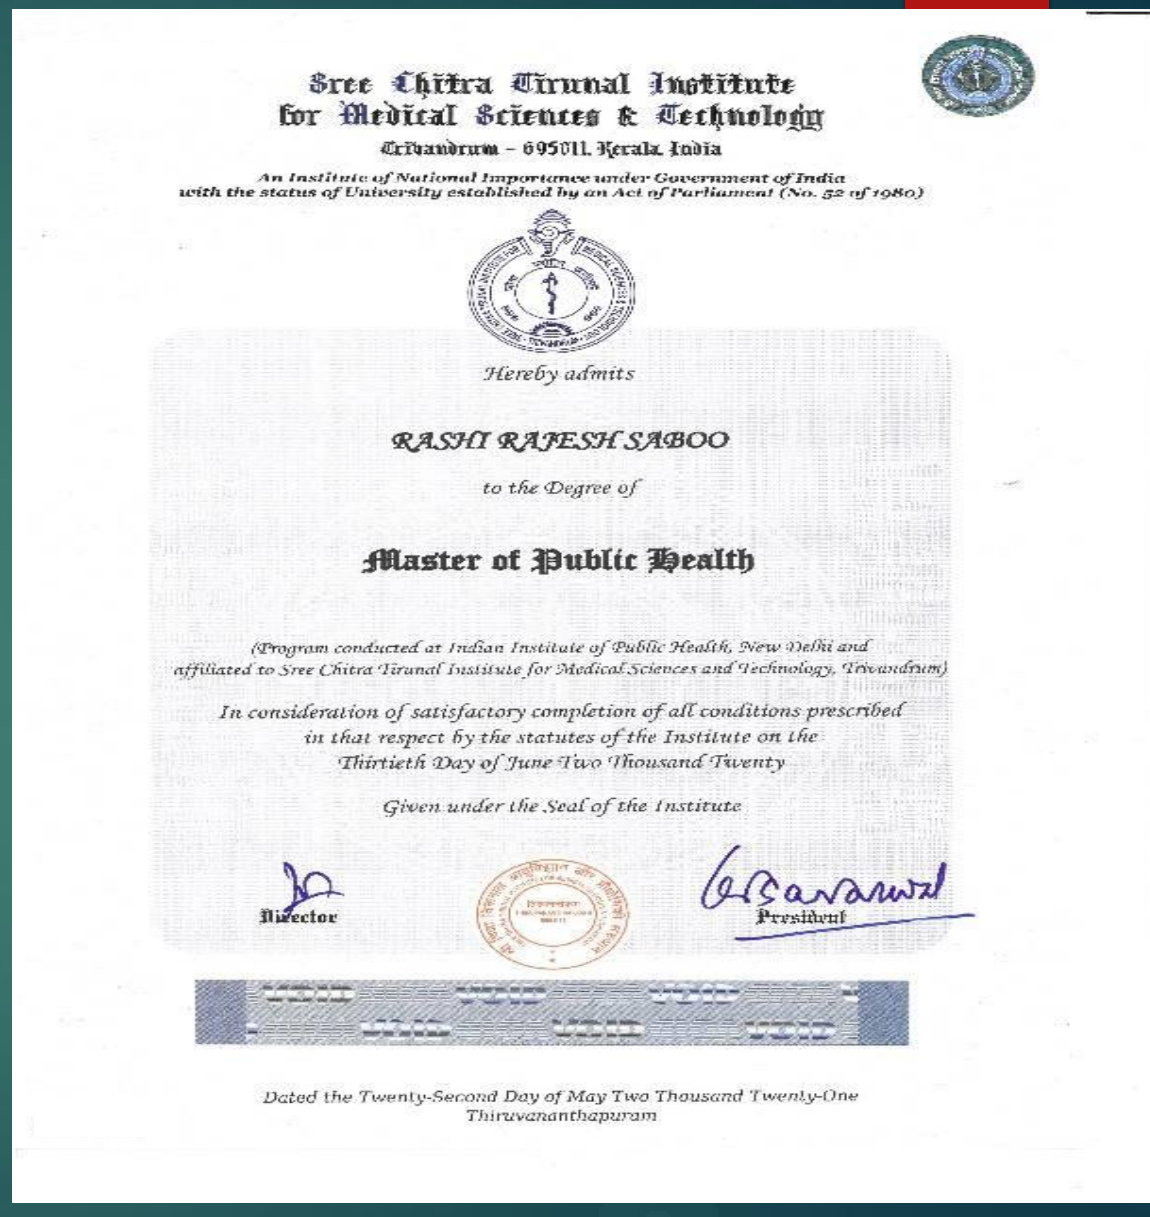 Sree Chitra Tirunal Institute
for Medical Sciences & Technology
Trivandrum - 695011, Kerala, India
An Institute of National Importance under Government of India
with the status of University established by an Act of Parliament (No. 52 of 1980)
Hereby admits
RASHI RAJESH SABOO
to the Degree of
Master of Public Health
(Program conducted at Indian Institute of Public Health, New Delhi and
affiliated to Sree Chitra Tirunal Institute for Medical Sciences and Technology, Trivandrum)
In consideration of satisfactory completion of all conditions prescribed
in that respect by the statutes of the Institute on the
Thirtieth Day of June Two Thousand Twenty
Given under the Seal of the Institute
Director
President
VOID VOID VOID
VOID VOID VOID
Dated the Twenty-Second Day of May Two Thousand Twenty-One
Thiruvananthapuram